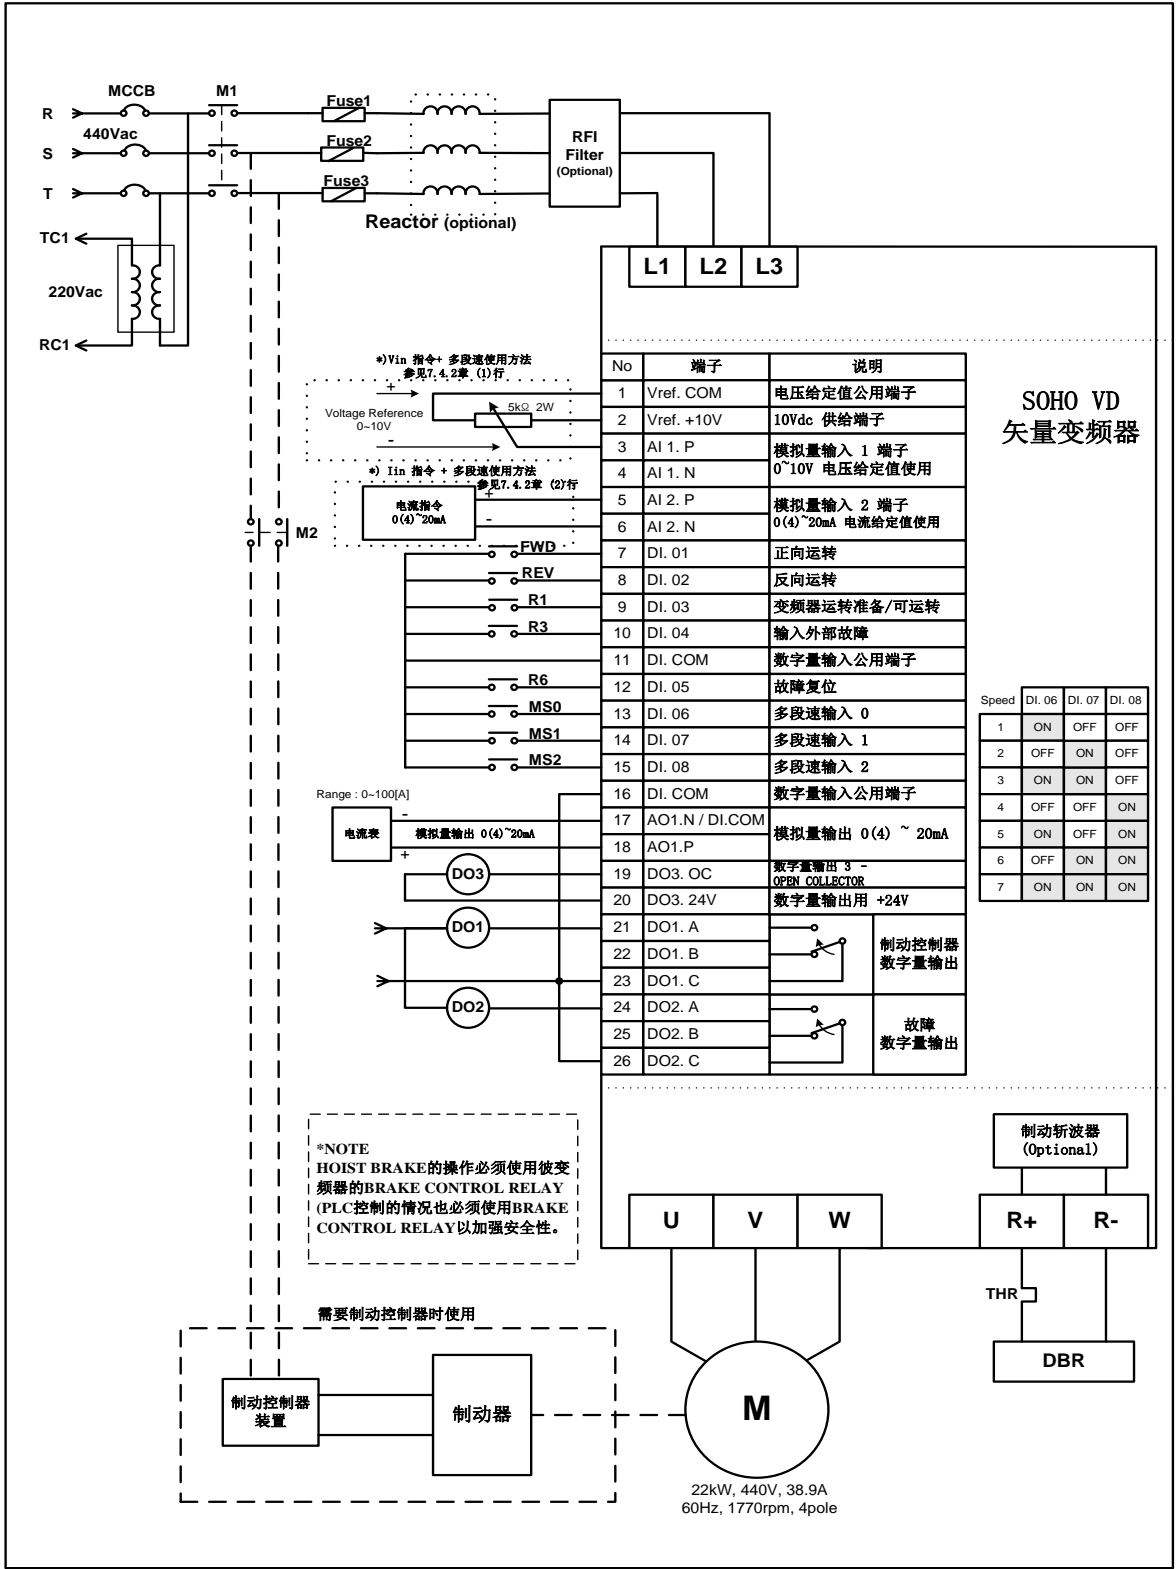 MCCB
M1
R
440Vac
S
T
Fuse1
Fuse2
Fuse3
Reactor (optional)
RFI
Filter
(Optional)
TC1
220Vac
RC1
L1 L2 L3
SOHO VD
矢量变频器
*)Vin 指令+ 多段速使用方法
参见7.4.2章 (1)行
+
Voltage Reference
0~10V
-
5kΩ 2W
*) Iin 指令 + 多段速使用方法
参见7.4.2章 (2)行
电流指令
0(4)~20mA
+
-
M2
FWD
REV
R1
R3
R6
MS0
MS1
MS2
Range : 0~100[A]
电流表
-
模拟量输出 0(4)~20mA
+
DO3
DO1
DO2
No 端子 说明
1 Vref. COM 电压给定值公用端子
2 Vref. +10V 10Vdc 供给端子
3 AI 1. P 模拟量输入 1 端子
4 AI 1. N 0~10V 电压给定值使用
5 AI 2. P 模拟量输入 2 端子
6 AI 2. N 0(4)~20mA 电流给定值使用
7 DI. 01 正向运转
8 DI. 02 反向运转
9 DI. 03 变频器运转准备/可运转
10 DI. 04 输入外部故障
11 DI. COM 数字量输入公用端子
12 DI. 05 故障复位
13 DI. 06 多段速输入 0
14 DI. 07 多段速输入 1
15 DI. 08 多段速输入 2
16 DI. COM 数字量输入公用端子
17 AO1.N / DI.COM 模拟量输出 0(4) ~ 20mA
18 AO1.P
19 DO3. OC 数字量输出 3 -
OPEN COLLECTOR
20 DO3. 24V 数字量输出用 +24V
21 DO1. A
22 DO1. B 制动控制器
数字量输出
23 DO1. C
24 DO2. A
25 DO2. B 故障
数字量输出
26 DO2. C
Speed DI. 06 DI. 07 DI. 08
1 ON OFF OFF
2 OFF ON OFF
3 ON ON OFF
4 OFF OFF ON
5 ON OFF ON
6 OFF ON ON
7 ON ON ON
*NOTE
HOIST BRAKE的操作必须使用彼变
频器的BRAKE CONTROL RELAY
(PLC控制的情况也必须使用BRAKE
CONTROL RELAY以加强安全性。
制动斩波器
(Optional)
U V W
R+ R-
THR
DBR
需要制动控制器时使用
制动控制器
装置
制动器
M
22kW, 440V, 38.9A
60Hz, 1770rpm, 4pole